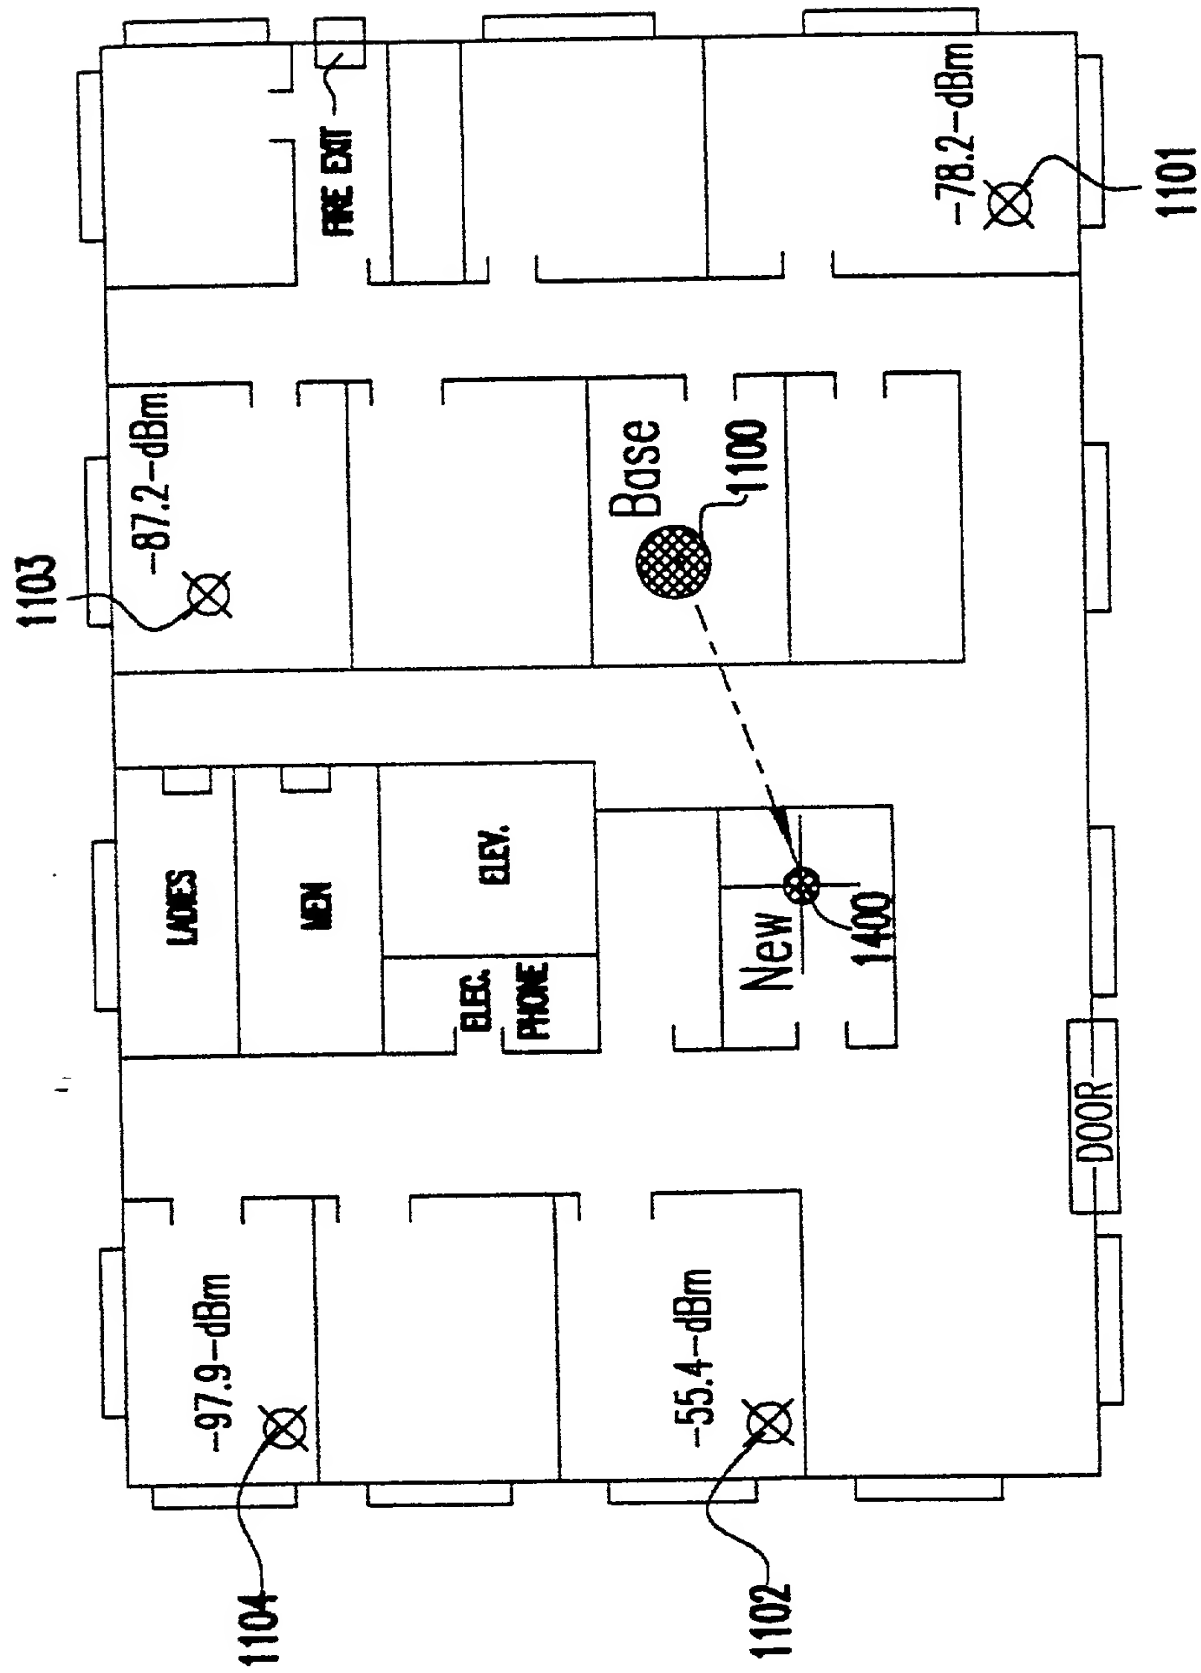 1104
-97.9-dBm
LADIES
1103
-87.2-dBm
MEN
FIRE EXIT
ELEC.
PHONE
ELEV.
Base
1100
-55.4-dBm
New
1400
-78.2-dBm
1102
DOOR
1101